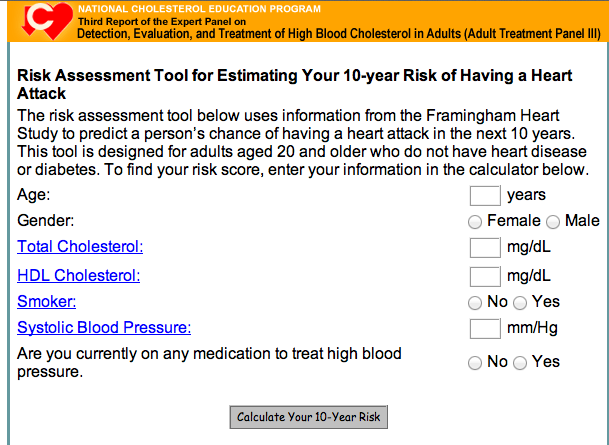 NATIONAL CHOLESTEROL EDUCATION PROGRAM
Third Report of the Expert Panel on
Detection, Evaluation, and Treatment of High Blood Cholesterol in Adults (Adult Treatment Panel III)
Risk Assessment Tool for Estimating Your 10-year Risk of Having a Heart
Attack
The risk assessment tool below uses information from the Framingham Heart
Study to predict a person's chance of having a heart attack in the next 10 years.
This tool is designed for adults aged 20 and older who do not have heart disease
or diabetes. To find your risk score, enter your information in the calculator below.
Age: years
Gender: Female Male
Total Cholesterol: mg/dL
HDL Cholesterol: mg/dL
Smoker: No Yes
Systolic Blood Pressure: mm/Hg
Are you currently on any medication to treat high blood
pressure. No Yes
Calculate Your 10-Year Risk